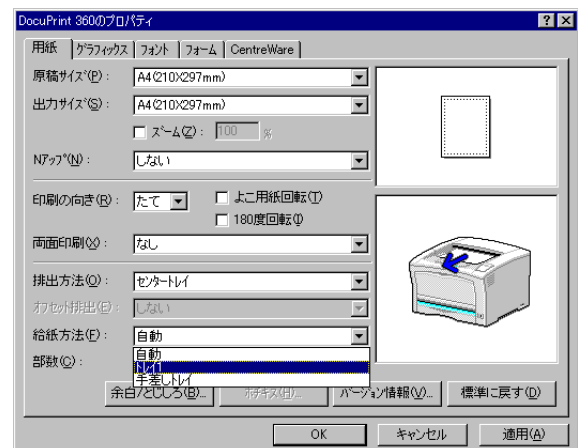 DocuPrint 360のプロパティ
用紙 グラフィックス フォント フォーム CentreWare
原稿サイズ(P): A4(210X297mm)
出力サイズ(S): A4(210X297mm)
ズーム(Z): 100 %
Nアップ(N): しない
印刷の向き(R): たて よこ用紙回転(T)
180度回転(I)
両面印刷(X): なし
排出方法(O): センタートレイ
オフセット排出(E): しない
給紙方法(F): 自動
自動
部数(C): トレイ1
手差しトレイ
余白/とじしろ(B)... ホチキス(H)... バージョン情報(V)... 標準に戻す(D)
OK キャンセル 適用(A)